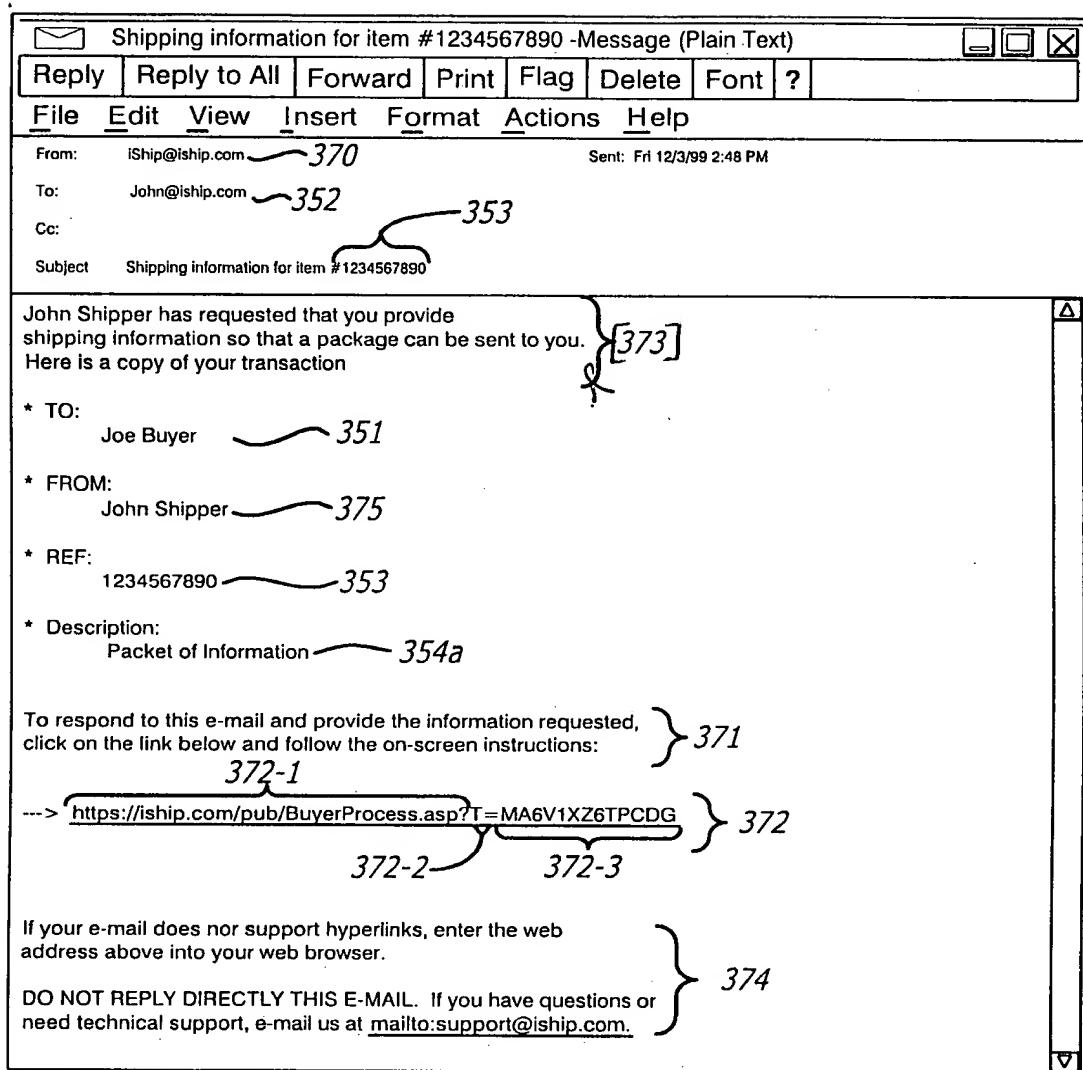 Shipping information for item #1234567890 -Message (Plain Text)
Reply Reply to All Forward Print Flag Delete Font ?
File Edit View Insert Format Actions Help
From: iShip@iship.com 370 Sent: Fri 12/3/99 2:48 PM
To: John@iship.com 352
353
Cc:
Subject Shipping information for item #1234567890
John Shipper has requested that you provide
shipping information so that a package can be sent to you. [373]
Here is a copy of your transaction
* TO:
Joe Buyer 351
* FROM:
John Shipper 375
* REF:
1234567890 353
* Description:
Packet of Information 354a
To respond to this e-mail and provide the information requested,
click on the link below and follow the on-screen instructions: 371
372-1
---> https://iship.com/pub/BuyerProcess.asp?T=MA6V1XZ6TPCDG 372
372-2 372-3
If your e-mail does nor support hyperlinks, enter the web
address above into your web browser.
374
DO NOT REPLY DIRECTLY THIS E-MAIL. If you have questions or
need technical support, e-mail us at mailto:support@iship.com.